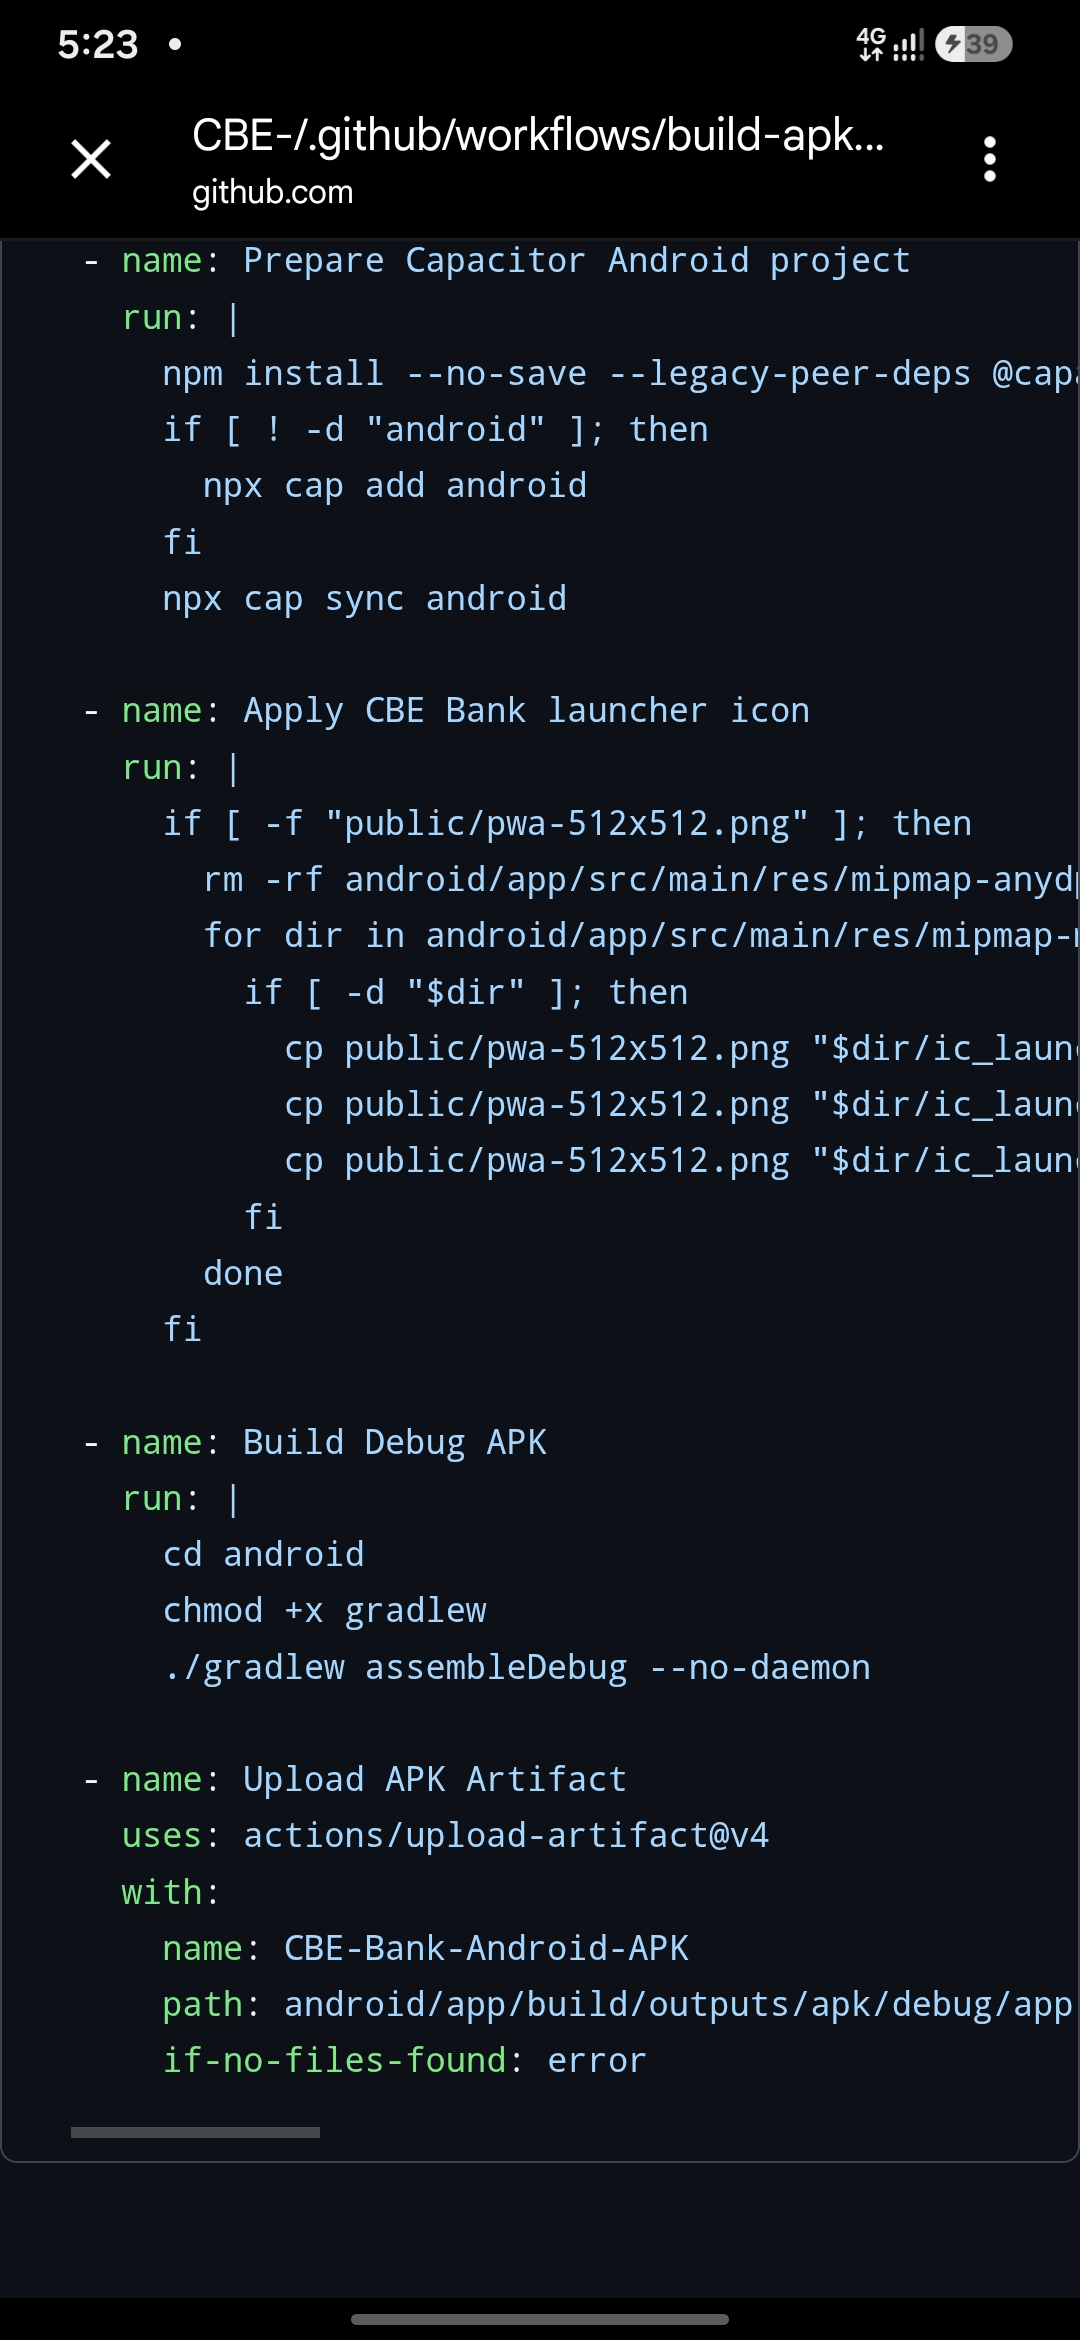 5:23
4G
39
CBE-/.github/workflows/build-apk...
github.com
- name: Prepare Capacitor Android project
run: |
npm install --no-save --legacy-peer-deps @capa
if [ ! -d "android" ]; then
npx cap add android
fi
npx cap sync android
- name: Apply CBE Bank launcher icon
run: |
if [ -f "public/pwa-512x512.png" ]; then
rm -rf android/app/src/main/res/mipmap-anydp
for dir in android/app/src/main/res/mipmap-
if [ -d "$dir" ]; then
cp public/pwa-512x512.png "$dir/ic_laun
cp public/pwa-512x512.png "$dir/ic_laun
cp public/pwa-512x512.png "$dir/ic_laun
fi
done
fi
- name: Build Debug APK
run: |
cd android
chmod +x gradlew
./gradlew assembleDebug --no-daemon
- name: Upload APK Artifact
uses: actions/upload-artifact@v4
with:
name: CBE-Bank-Android-APK
path: android/app/build/outputs/apk/debug/app
if-no-files-found: error